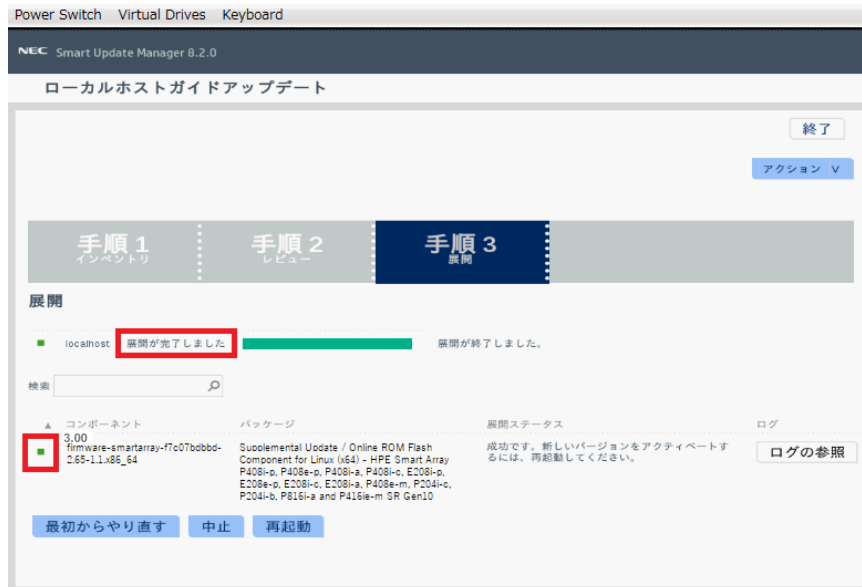 Power Switch Virtual Drives Keyboard
NEC Smart Update Manager 8.2.0
ローカルホストガイドアップデート
終了
アクション V
手順 1
インベントリ
手順 2
レビュー
手順 3
展開
展開
localhost 展開が完了しました 展開が終了しました。
検索
▲ コンポーネント パッケージ 展開ステータス ログ
3.00
firmware-smartarray-f7c07bdbbd-
2.65-1.1.x86_64
Supplemental Update / Online ROM Flash
Component for Linux (x64) - HPE Smart Array
P408i-p, P408e-p, P408i-a, P408i-c, E208i-p,
E208e-p, E208i-c, E208i-a, P408e-m, P204i-c,
P204i-b, P816i-a and P416ie-m SR Gen10
成功です。新しいバージョンをアクティベートす
るには、再起動してください。
ログの参照
最初からやり直す 中止 再起動